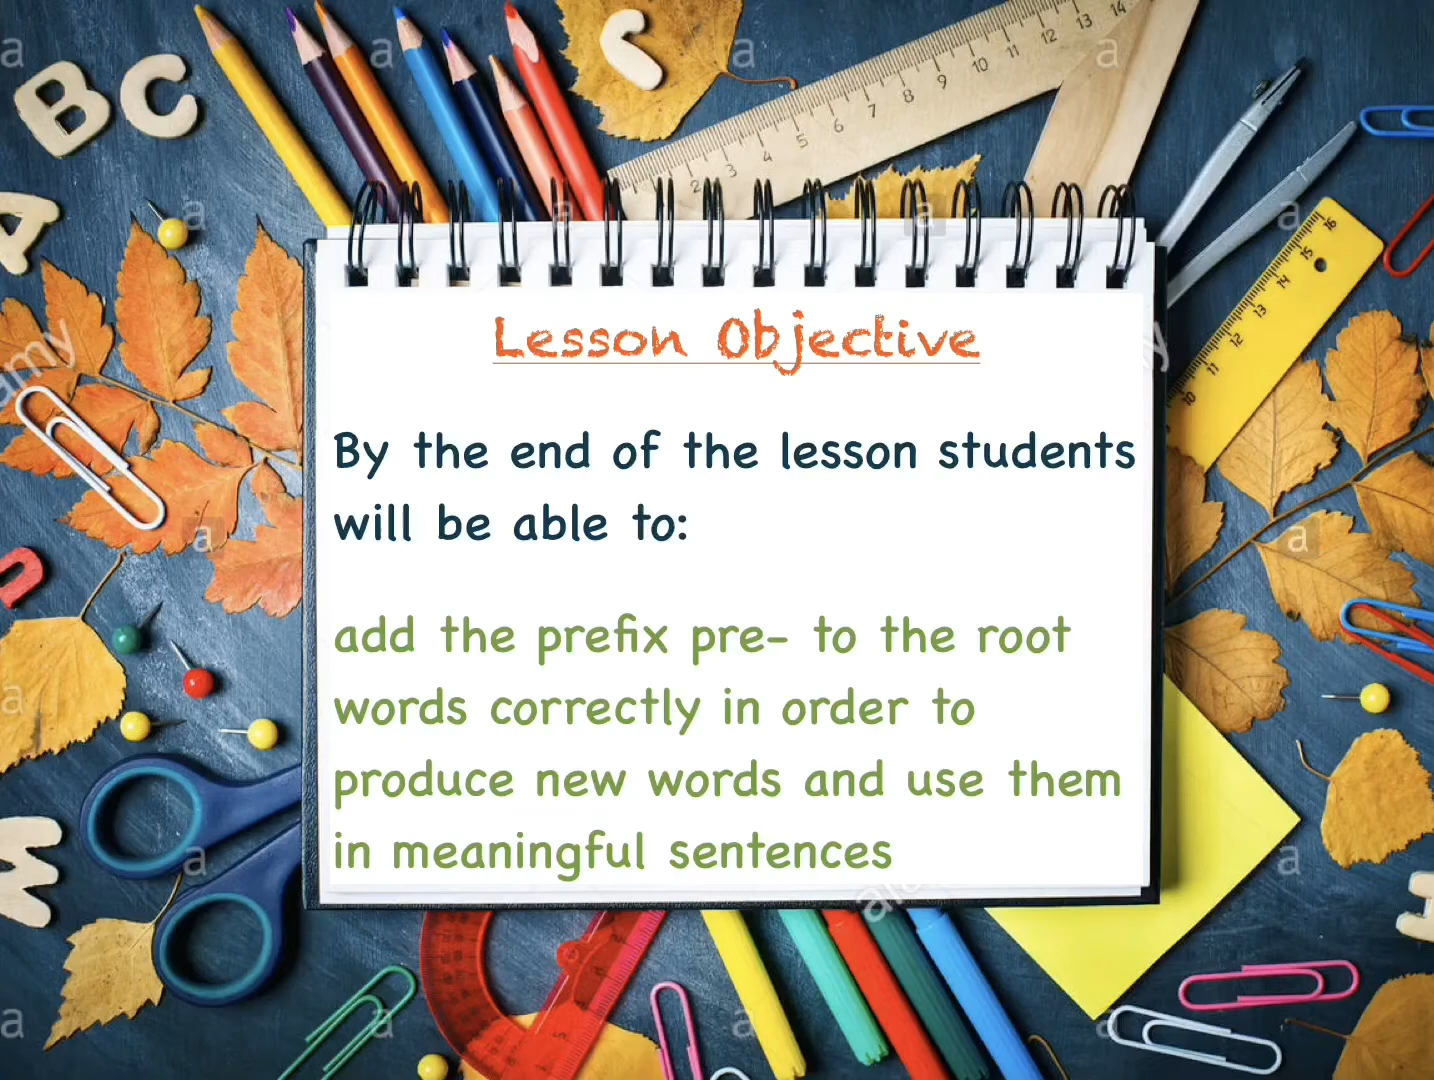 Lesson Objective
By the end of the lesson students
will be able to:
add the prefix pre- to the root
words correctly in order to
produce new words and use them
in meaningful sentences